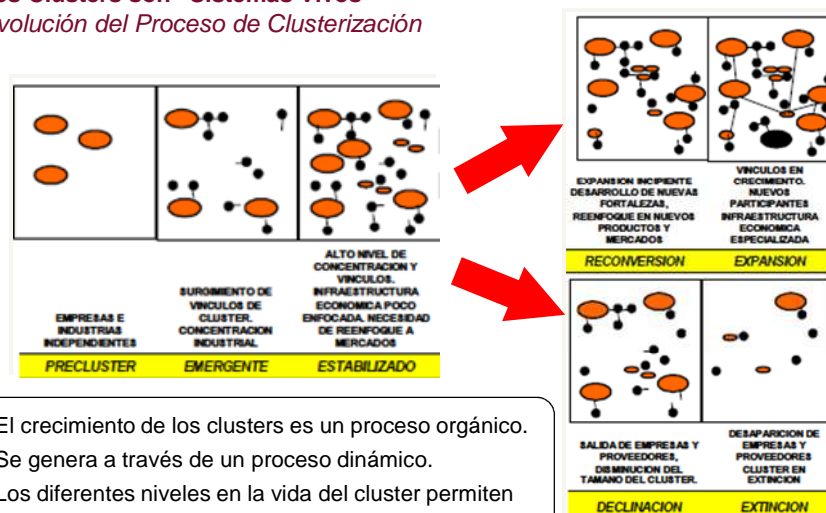 os Clusters son "Sistemas Vivos"
volución del Proceso de Clusterización
EMPRESAS E
INDUSTRIAS
INDEPENDIENTES
PRECLUSTER
SURGIMIENTO DE
VINCULOS DE
CLUSTER.
CONCENTRACION
INDUSTRIAL
EMERGENTE
ALTO NIVEL DE
CONCENTRACION Y
VINCULOS.
INFRAESTRUCTURA
ECONOMICA POCO
ENFOCADA. NECESIDAD
DE REENFOQUE A
MERCADOS
ESTABILIZADO
EXPANSION INCIPIENTE
DESARROLLO DE NUEVAS
FORTALEZAS,
REENFOQUE EN NUEVOS
PRODUCTOS Y
MERCADOS
RECONVERSION
VINCULOS EN
CRECIMIENTO.
NUEVOS
PARTICIPANTES
INFRAESTRUCTURA
ECONOMICA
ESPECIALIZADA
EXPANSION
SALIDA DE EMPRESAS Y
PROVEEDORES,
DISMINUCION DEL
TAMANO DEL CLUSTER.
DECLINACION
DESAPARICION DE
EMPRESAS Y
PROVEEDORES
CLUSTER EN
EXTINCION
EXTINCION
El crecimiento de los clusters es un proceso orgánico.
Se genera a través de un proceso dinámico.
Los diferentes niveles en la vida del cluster permiten